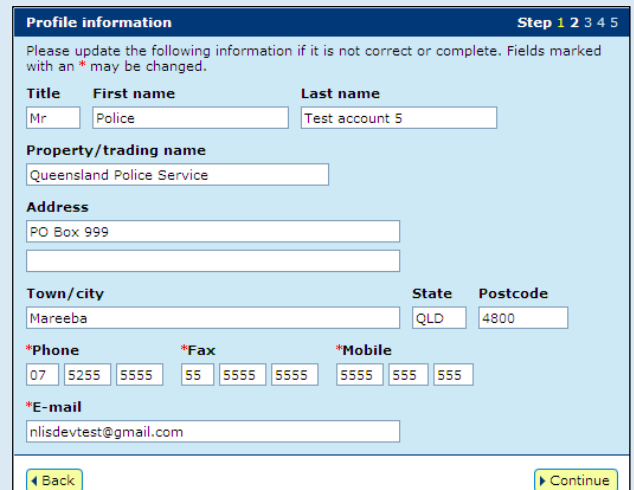 Profile information Step 1 2 3 4 5
Please update the following information if it is not correct or complete. Fields marked
with an * may be changed.
Title First name Last name
Mr Police Test account 5
Property/trading name
Queensland Police Service
Address
PO Box 999
Town/city State Postcode
Mareeba QLD 4800
*Phone *Fax *Mobile
07 5255 5555 55 5555 5555 5555 555 555
*E-mail
nlisdevtest@gmail.com
Back Continue